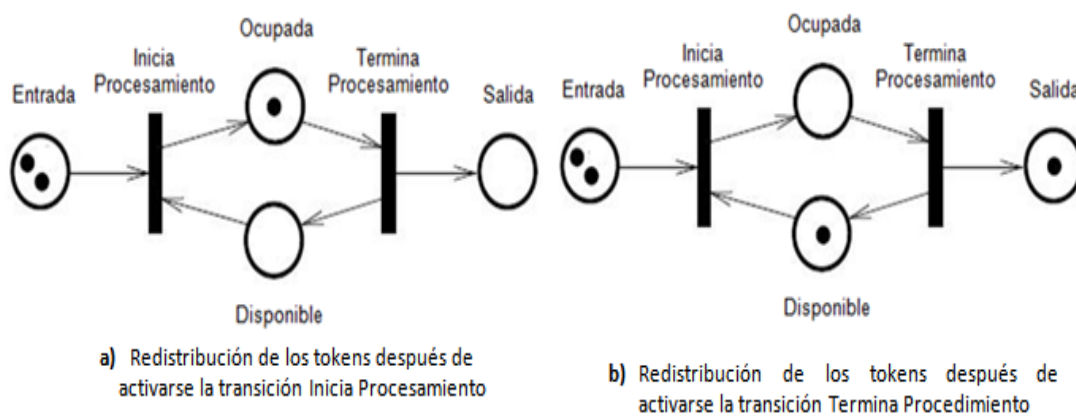 Ocupada
Inicia
Procesamiento
Termina
Procesamiento
Entrada
Salida
Disponible
a) Redistribución de los tokens después de
activarse la transición Inicia Procesamiento
Ocupada
Inicia
Procesamiento
Termina
Procesamiento
Entrada
Salida
Disponible
b) Redistribución de los tokens después de
activarse la transición Termina Procedimiento